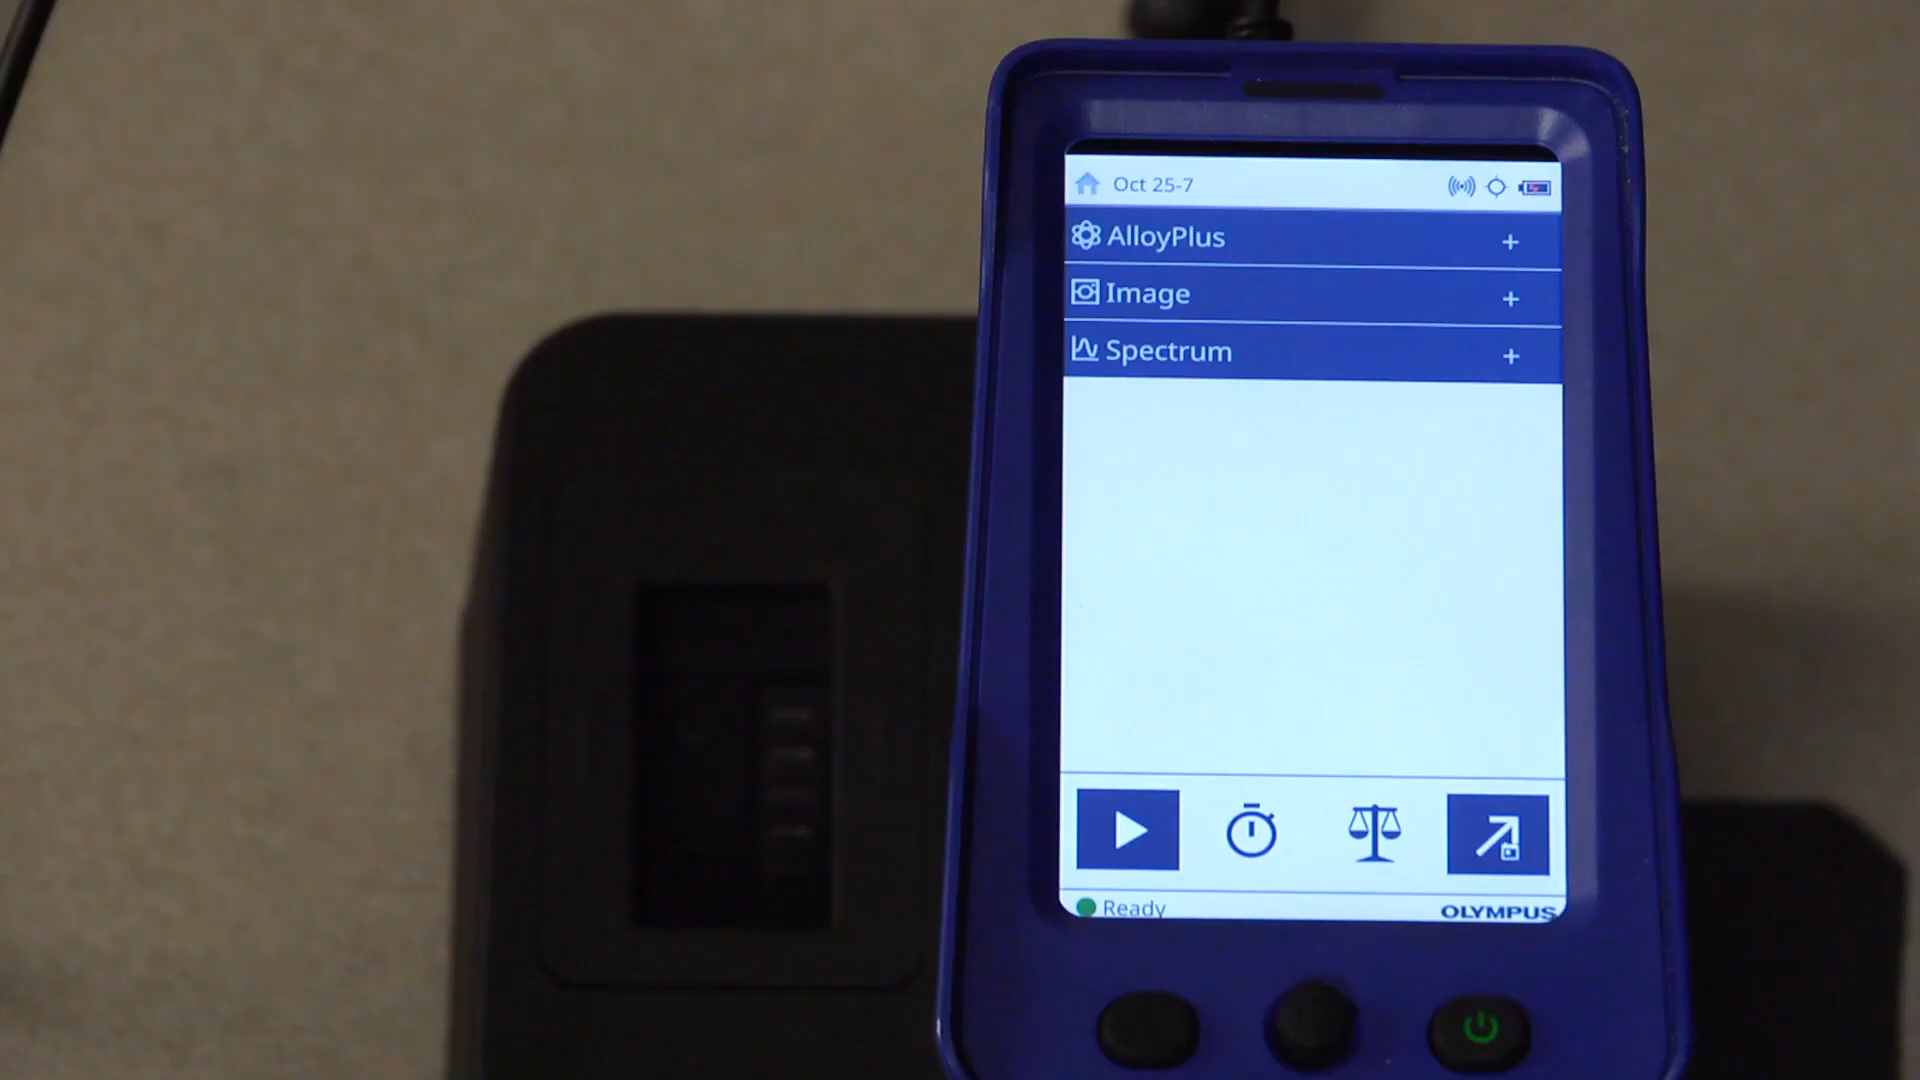 Oct 25-7
AlloyPlus +
Image +
Spectrum +
Ready
OLYMPUS